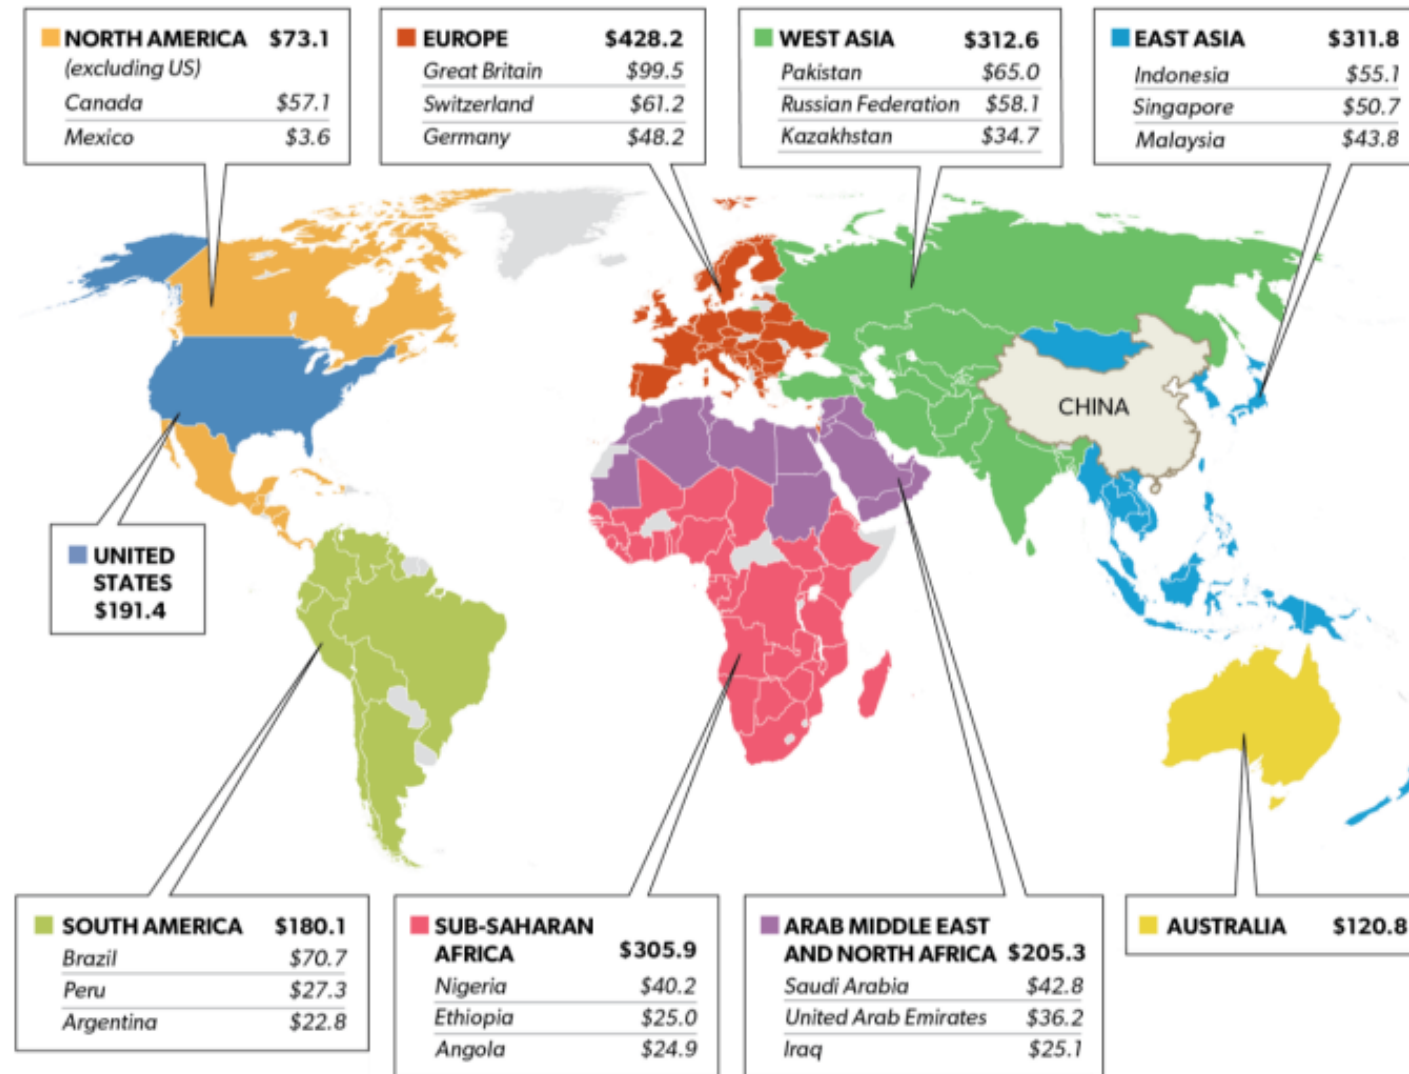 NORTH AMERICA $73.1
(excluding US)
Canada $57.1
Mexico $3.6
EUROPE $428.2
Great Britain $99.5
Switzerland $61.2
Germany $48.2
WEST ASIA $312.6
Pakistan $65.0
Russian Federation $58.1
Kazakhstan $34.7
EAST ASIA $311.8
Indonesia $55.1
Singapore $50.7
Malaysia $43.8
CHINA
UNITED
STATES
$191.4
SOUTH AMERICA $180.1
Brazil $70.7
Peru $27.3
Argentina $22.8
SUB-SAHARAN
AFRICA $305.9
Nigeria $40.2
Ethiopia $25.0
Angola $24.9
ARAB MIDDLE EAST
AND NORTH AFRICA $205.3
Saudi Arabia $42.8
United Arab Emirates $36.2
Iraq $25.1
AUSTRALIA $120.8